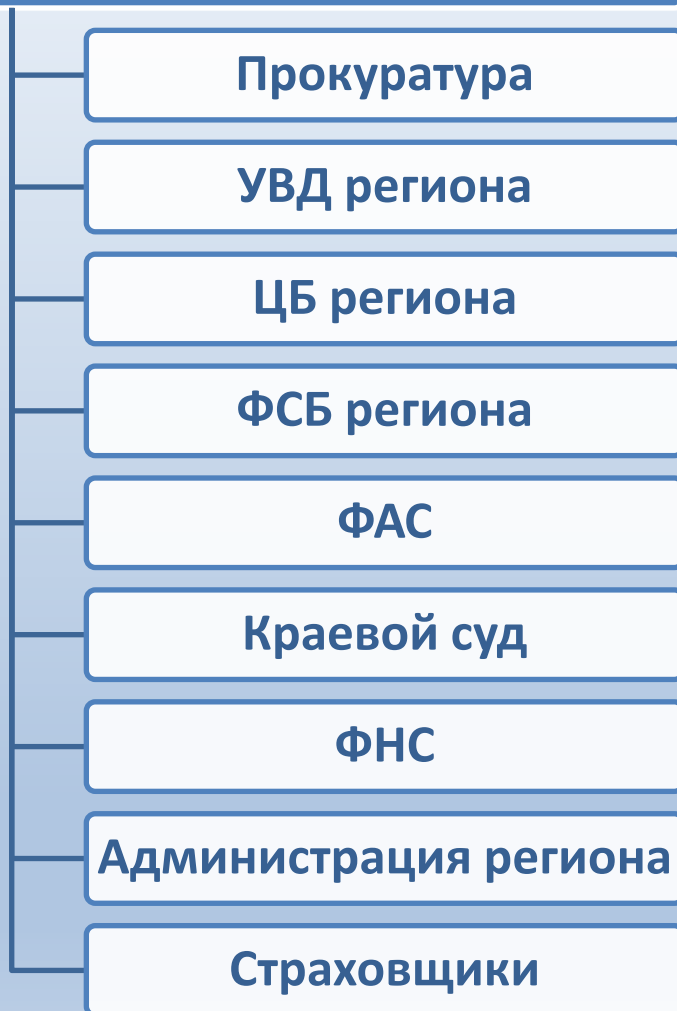 Прокуратура
УВД региона
ЦБ региона
ФСБ региона
ФАС
Краевой суд
ФНС
Администрация региона
Страховщики